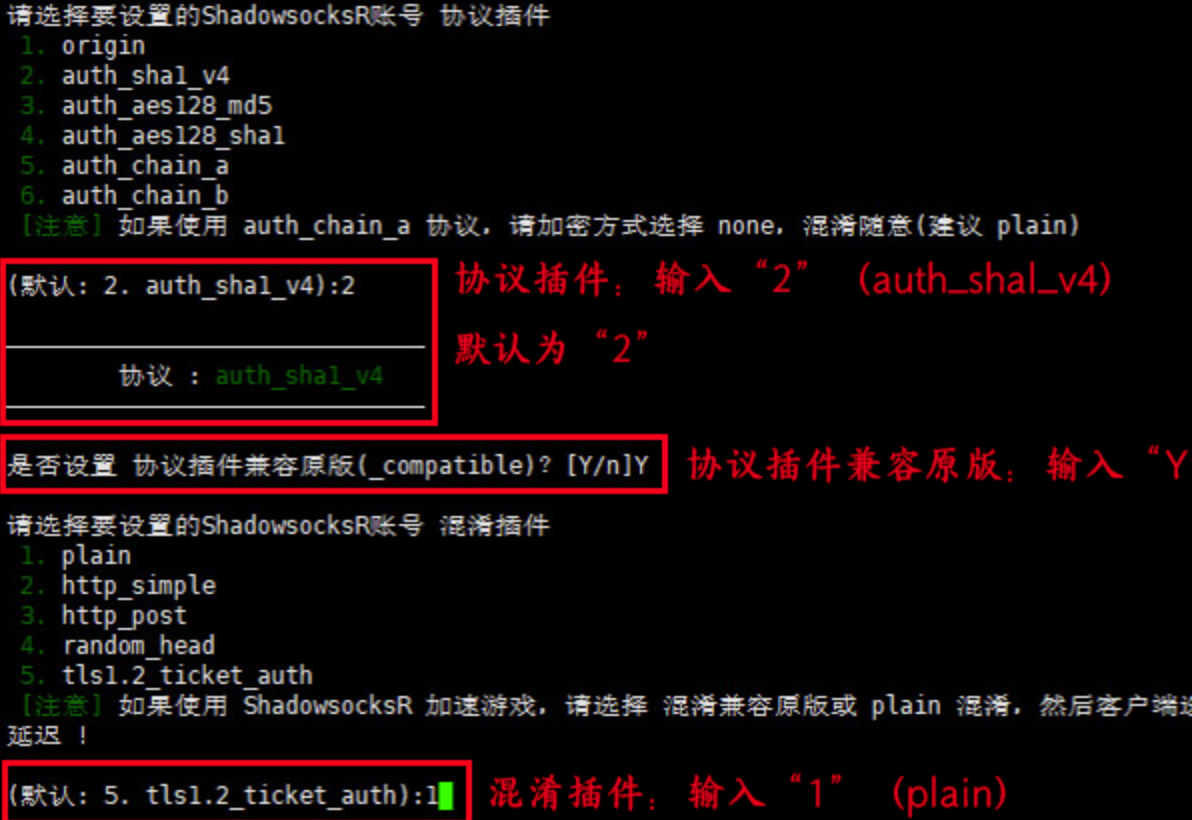 请选择要设置的ShadowsocksR账号 协议插件
1. origin
2. auth_sha1_v4
3. auth_aes128_md5
4. auth_aes128_sha1
5. auth_chain_a
6. auth_chain_b
[注意] 如果使用 auth_chain_a 协议，请加密方式选择 none，混淆随意(建议 plain)
(默认: 2. auth_sha1_v4):2
协议插件：输入“2”（auth_shal_v4）
默认为“2”
协议 : auth_sha1_v4
是否设置 协议插件兼容原版(_compatible)? [Y/n]Y
协议插件兼容原版：输入“Y
请选择要设置的ShadowsocksR账号 混淆插件
1. plain
2. http_simple
3. http_post
4. random_head
5. tls1.2_ticket_auth
[注意] 如果使用 ShadowsocksR 加速游戏，请选择 混淆兼容原版或 plain 混淆，然后客户端
延迟 !
(默认: 5. tls1.2_ticket_auth):1
混淆插件：输入“1”（plain）